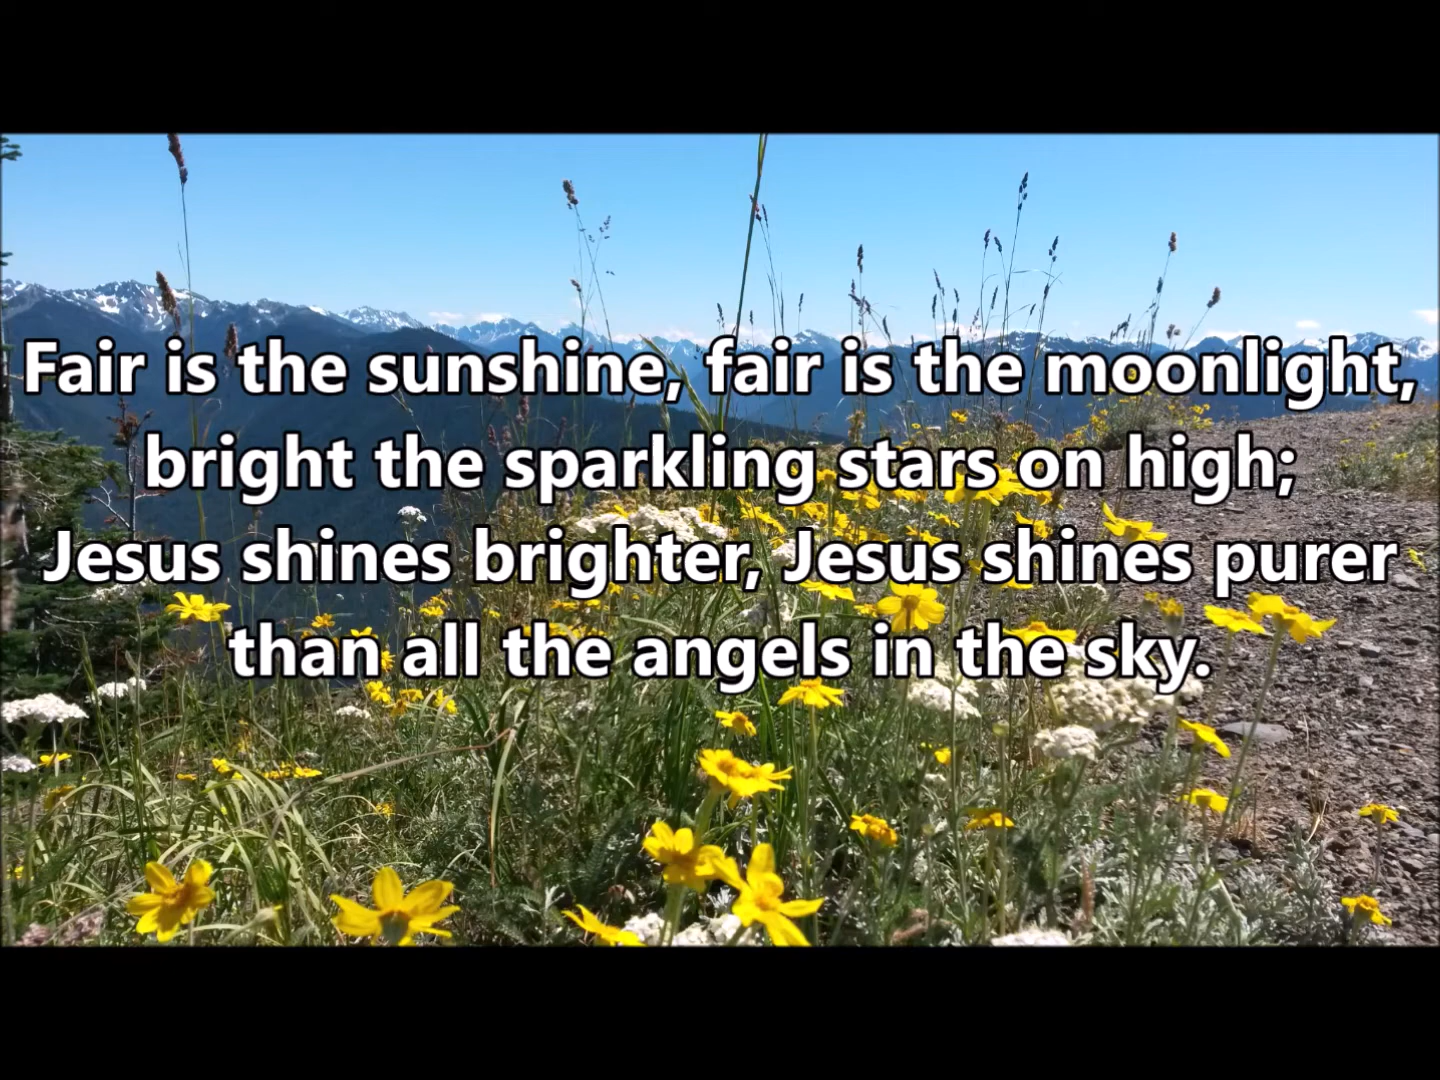 Fair is the sunshine, fair is the moonlight,
bright the sparkling stars on high;
Jesus shines brighter, Jesus shines purer
than all the angels in the sky.